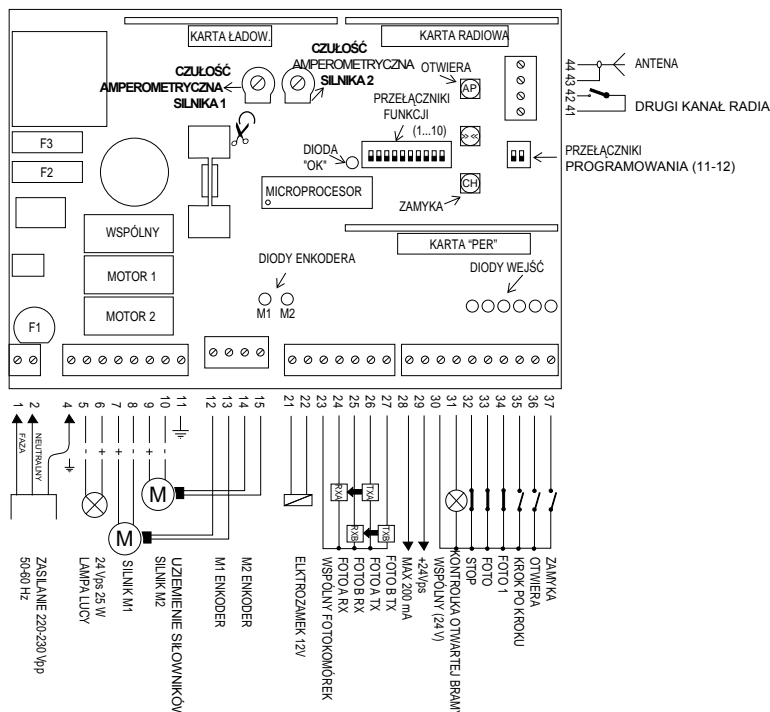 KARTA ŁADOW.
KARTA RADIOWA
CZUŁOŚĆ
AMPEROMETRYCZNA
SILNIKA 1
CZUŁOŚĆ
AMPEROMETRYCZNA
SILNIKA 2
OTWIERA
AP
PRZEŁĄCZNIKI
FUNKCJI
(1...10)
44
43
42
41
ANTENA
DRUGI KANAŁ RADIA
F3
F2
DIODA
"OK"
PRZEŁĄCZNIKI
PROGRAMOWANIA (11-12)
MICROPROCESOR
CH
ZAMYKA
WSPÓLNY
MOTOR 1
MOTOR 2
KARTA "PER"
DIODY ENKODERA
M1 M2
DIODY WEJŚĆ
F1
1 2 4 5 6 7 8 9 10 11 12 13 14 15 21 22 23 24 25 26 27 28 29 30 31 32 33 34 35 36 37
FAZA
NEUTRALNY
- + + - + -
M
M
RXA
TXA
RXB
TXB
ZASILANIE 220-230 Vpp
50-60 Hz
24 Vps 25 W
LAMPA LUCY
SILNIK M1
SILNIK M2
UZIEMIENIE SIŁOWNIKÓW
M1 ENKODER
M2 ENKODER
ELKTROZAMEK 12V
WSPÓLNY FOTOKOMÓREK
FOTO A RX
FOTO B RX
FOTO A TX
FOTO B TX
MAX 200 mA
+24Vps
WSPÓLNY (24 V)
KONTROLKA OTWARTEJ BRAMY
STOP
FOTO
FOTO 1
KROK PO KROKU
OTWIERA
ZAMYKA